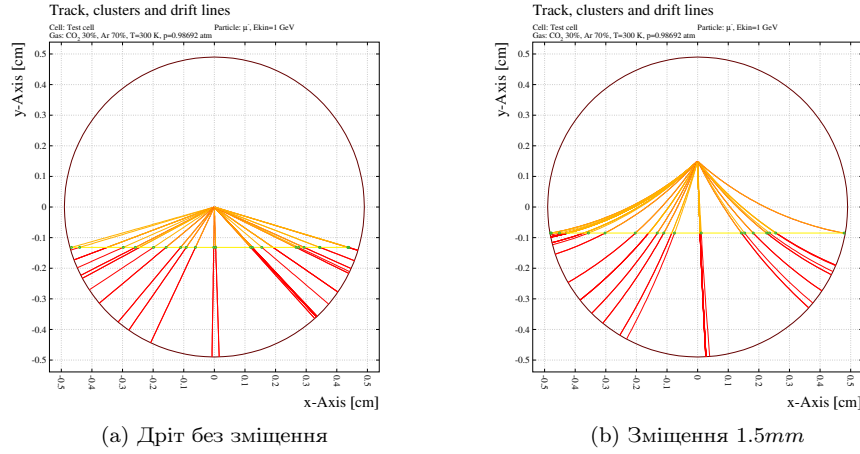 Track, clusters and drift lines
Cell: Test cell Particle: μ-, Ekin=1 GeV
Gas: CO2 30%, Ar 70%, T=300 K, p=0.98692 atm
y-Axis [cm]
0.5
0.4
0.3
0.2
0.1
0
-0.1
-0.2
-0.3
-0.4
-0.5
-0.5 -0.4 -0.3 -0.2 -0.1 0 0.1 0.2 0.3 0.4 0.5
x-Axis [cm]
(a) Дріт без зміщення
Track, clusters and drift lines
Cell: Test cell Particle: μ-, Ekin=1 GeV
Gas: CO2 30%, Ar 70%, T=300 K, p=0.98692 atm
y-Axis [cm]
0.5
0.4
0.3
0.2
0.1
0
-0.1
-0.2
-0.3
-0.4
-0.5
-0.5 -0.4 -0.3 -0.2 -0.1 0 0.1 0.2 0.3 0.4 0.5
x-Axis [cm]
(b) Зміщення 1.5mm